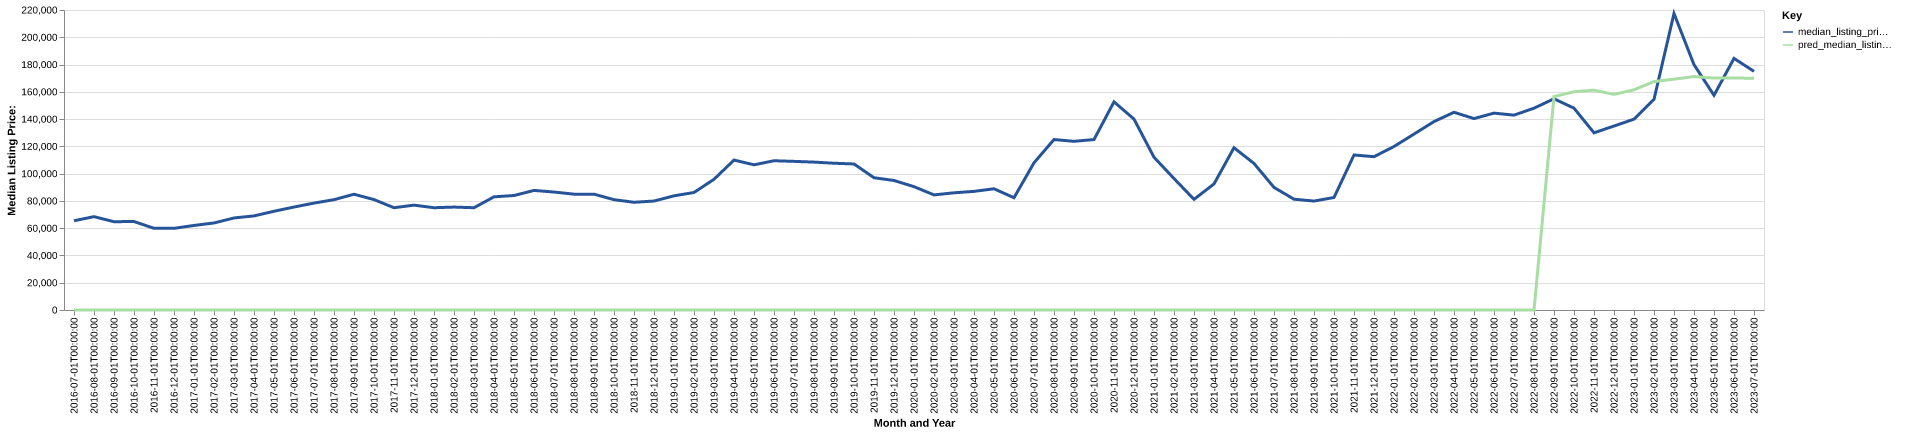 220,000
200,000
180,000
160,000
140,000
120,000
100,000
80,000
60,000
40,000
20,000
0
Median Listing Price:
2016-07-01T00:00:00
2016-08-01T00:00:00
2016-09-01T00:00:00
2016-10-01T00:00:00
2016-11-01T00:00:00
2016-12-01T00:00:00
2017-01-01T00:00:00
2017-02-01T00:00:00
2017-03-01T00:00:00
2017-04-01T00:00:00
2017-05-01T00:00:00
2017-06-01T00:00:00
2017-07-01T00:00:00
2017-08-01T00:00:00
2017-09-01T00:00:00
2017-10-01T00:00:00
2017-11-01T00:00:00
2017-12-01T00:00:00
2018-01-01T00:00:00
2018-02-01T00:00:00
2018-03-01T00:00:00
2018-04-01T00:00:00
2018-05-01T00:00:00
2018-06-01T00:00:00
2018-07-01T00:00:00
2018-08-01T00:00:00
2018-09-01T00:00:00
2018-10-01T00:00:00
2018-11-01T00:00:00
2018-12-01T00:00:00
2019-01-01T00:00:00
2019-02-01T00:00:00
2019-03-01T00:00:00
2019-04-01T00:00:00
2019-05-01T00:00:00
2019-06-01T00:00:00
2019-07-01T00:00:00
2019-08-01T00:00:00
2019-09-01T00:00:00
2019-10-01T00:00:00
2019-11-01T00:00:00
2019-12-01T00:00:00
2020-01-01T00:00:00
2020-02-01T00:00:00
2020-03-01T00:00:00
2020-04-01T00:00:00
2020-05-01T00:00:00
2020-06-01T00:00:00
2020-07-01T00:00:00
2020-08-01T00:00:00
2020-09-01T00:00:00
2020-10-01T00:00:00
2020-11-01T00:00:00
2020-12-01T00:00:00
2021-01-01T00:00:00
2021-02-01T00:00:00
2021-03-01T00:00:00
2021-04-01T00:00:00
2021-05-01T00:00:00
2021-06-01T00:00:00
2021-07-01T00:00:00
2021-08-01T00:00:00
2021-09-01T00:00:00
2021-10-01T00:00:00
2021-11-01T00:00:00
2021-12-01T00:00:00
2022-01-01T00:00:00
2022-02-01T00:00:00
2022-03-01T00:00:00
2022-04-01T00:00:00
2022-05-01T00:00:00
2022-06-01T00:00:00
2022-07-01T00:00:00
2022-08-01T00:00:00
2022-09-01T00:00:00
2022-10-01T00:00:00
2022-11-01T00:00:00
2022-12-01T00:00:00
2023-01-01T00:00:00
2023-02-01T00:00:00
2023-03-01T00:00:00
2023-04-01T00:00:00
2023-05-01T00:00:00
2023-06-01T00:00:00
2023-07-01T00:00:00
Month and Year
Key
median_listing_pri…
pred_median_listin…